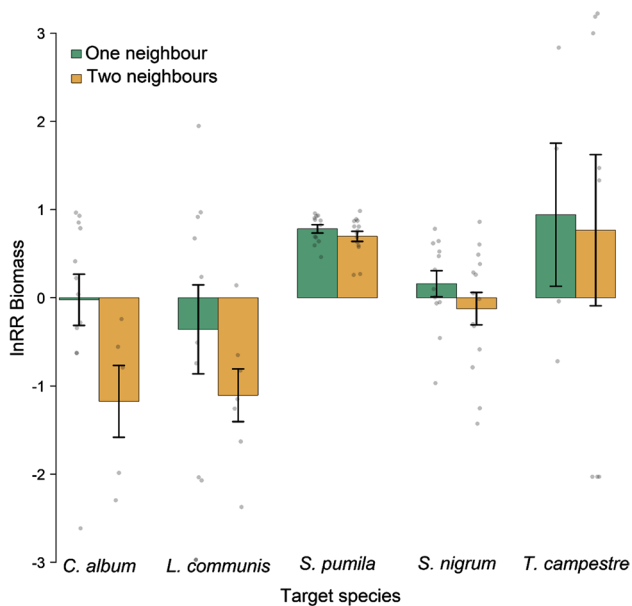 lnRR Biomass
3
2
1
0
-1
-2
-3
One neighbour
Two neighbours
C. album
L. communis
S. pumila
S. nigrum
T. campestre
Target species